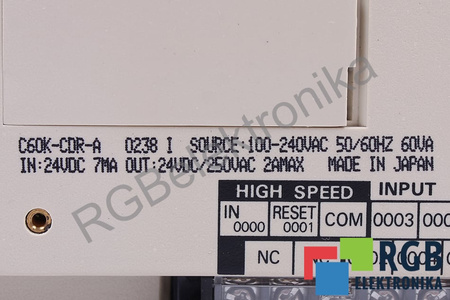 C60K-CDR-A 0238 I SOURCE:100-240VAC 50/60HZ 60VA
IN:24VDC 7MA OUT:24VDC/250VAC 2AMAX MADE IN JAPAN
HIGH SPEED INPUT
IN 0000 RESET 0001 COM 0003
NC
RGBelektronika
RGB
ELEKTRONIKA